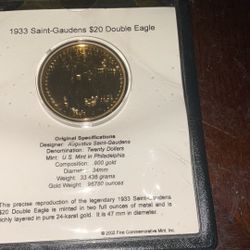 1933 Saint-Gaudens $20 Double Eagle
Original Specifications
Designer: Augustus Saint-Gaudens
Denomination: Twenty Dollars
Mint: U.S. Mint in Philadelphia
Composition: .900 gold
Diameter: 34mm
Weight: 33.436 grams
Gold Weight: .96750 ounces
This precise reproduction of the legendary 1933 Saint-Gaudens
$20 Double Eagle is minted in two full ounces of metal and is
richly layered in pure 24-karat gold. It is 47 mm in diameter.
© 2002 First Commemorative Mint, Inc.